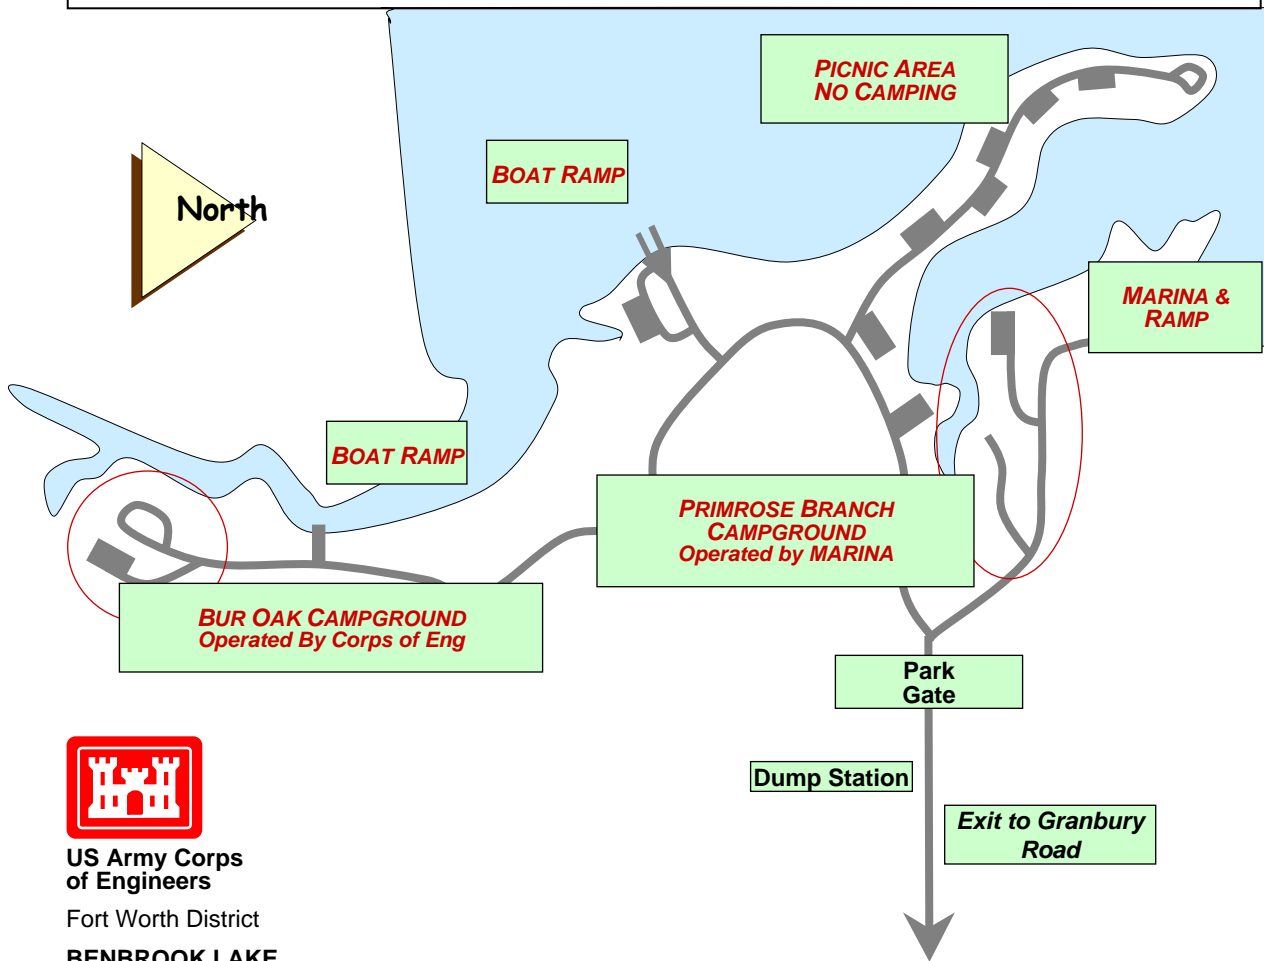 PICNIC AREA
NO CAMPING
BOAT RAMP
North
MARINA &
RAMP
BOAT RAMP
PRIMROSE BRANCH
CAMPGROUND
Operated by MARINA
BUR OAK CAMPGROUND
Operated By Corps of Eng
Park
Gate
Dump Station
Exit to Granbury
Road
US Army Corps
of Engineers
Fort Worth District
BENBROOK LAKE